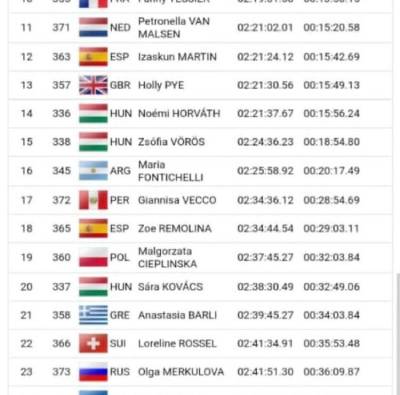 11 371 NED Petronella VAN MALSEN 02:21:02.01 00:15:20.58
12 363 ESP Izaskun MARTIN 02:21:24.12 00:15:42.69
13 357 GBR Holly PYE 02:21:30.56 00:15:49.13
14 336 HUN Noémi HORVÁTH 02:21:37.67 00:15:56.24
15 338 HUN Zsófia VÖRÖS 02:24:36.23 00:18:54.80
16 345 ARG Maria FONTICHELLI 02:25:58.92 00:20:17.49
17 372 PER Giannisa VECCO 02:34:36.12 00:28:54.69
18 365 ESP Zoe REMOLINA 02:34:44.54 00:29:03.11
19 360 POL Malgorzata CIEPLINSKA 02:37:45.27 00:32:03.84
20 337 HUN Sára KOVÁCS 02:38:30.49 00:32:49.06
21 358 GRE Anastasia BARLI 02:39:45.27 00:34:03.84
22 366 SUI Loreline ROSSEL 02:41:34.91 00:35:53.48
23 373 RUS Olga MERKULOVA 02:41:51.30 00:36:09.87